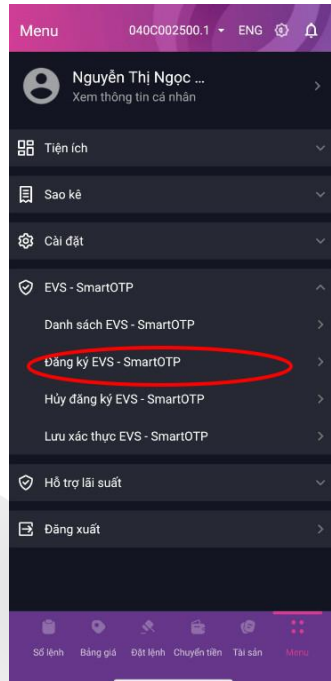 Menu 040C002500.1 ENG
Nguyễn Thị Ngọc ...
Xem thông tin cá nhân
Tiện ích
Sao kê
Cài đặt
EVS - SmartOTP
Danh sách EVS - SmartOTP
Đăng ký EVS - SmartOTP
Hủy đăng ký EVS - SmartOTP
Lưu xác thực EVS - SmartOTP
Hỗ trợ lãi suất
Đăng xuất
Sổ lệnh Bảng giá Đặt lệnh Chuyển tiền Tài sản Menu